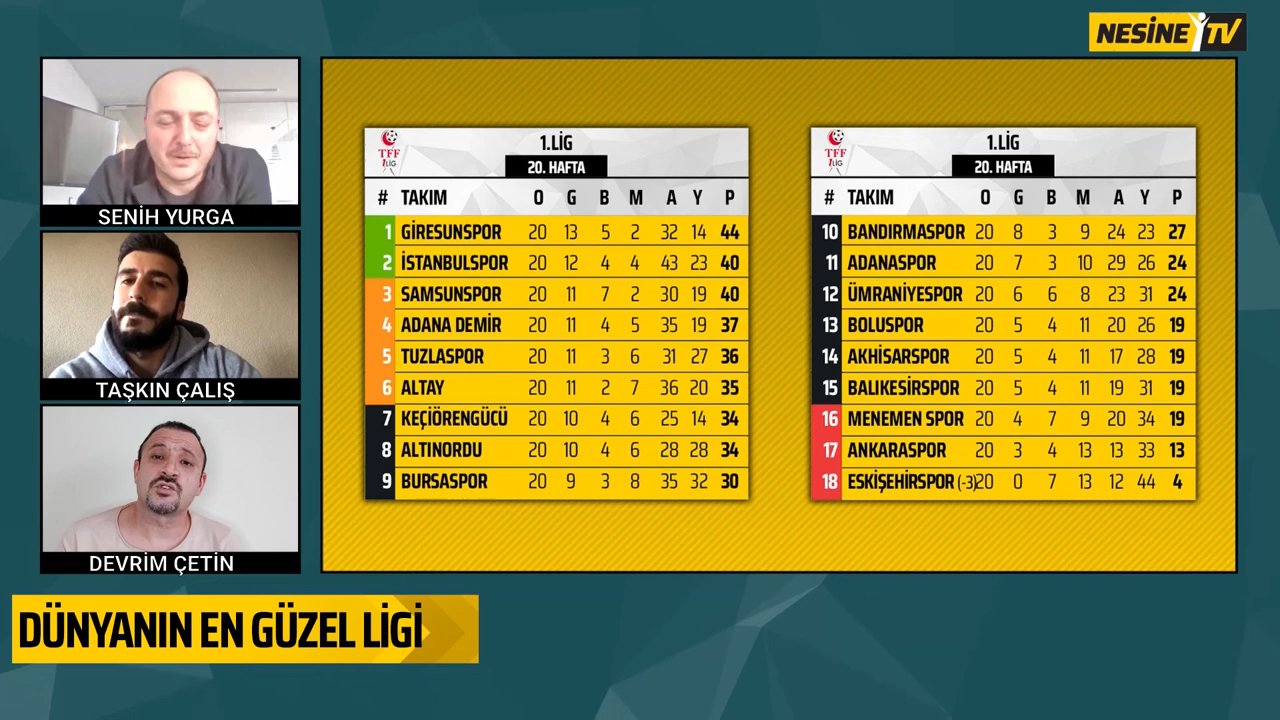 NESİNE TV
SENİH YURGA
TAŞKIN ÇALIŞ
DEVRİM ÇETİN
TFF
1.LİG
1.LİG
20. HAFTA
# TAKIM O G B M A Y P
1 GİRESUNSPOR 20 13 5 2 32 14 44
2 İSTANBULSPOR 20 12 4 4 43 23 40
3 SAMSUNSPOR 20 11 7 2 30 19 40
4 ADANA DEMİR 20 11 4 5 35 19 37
5 TUZLASPOR 20 11 3 6 31 27 36
6 ALTAY 20 11 2 7 36 20 35
7 KEÇİÖRENGÜCÜ 20 10 4 6 25 14 34
8 ALTINORDU 20 10 4 6 28 28 34
9 BURSASPOR 20 9 3 8 35 32 30
TFF
1.LİG
1.LİG
20. HAFTA
# TAKIM O G B M A Y P
10 BANDIRMASPOR 20 8 3 9 24 23 27
11 ADANASPOR 20 7 3 10 29 26 24
12 ÜMRANİYESPOR 20 6 6 8 23 31 24
13 BOLUSPOR 20 5 4 11 20 26 19
14 AKHİSARSPOR 20 5 4 11 17 28 19
15 BALIKESİRSPOR 20 5 4 11 19 31 19
16 MENEMEN SPOR 20 4 7 9 20 34 19
17 ANKARASPOR 20 3 4 13 13 33 13
18 ESKİŞEHİRSPOR (-3) 20 0 7 13 12 44 4
DÜNYANIN EN GÜZEL LİGİ